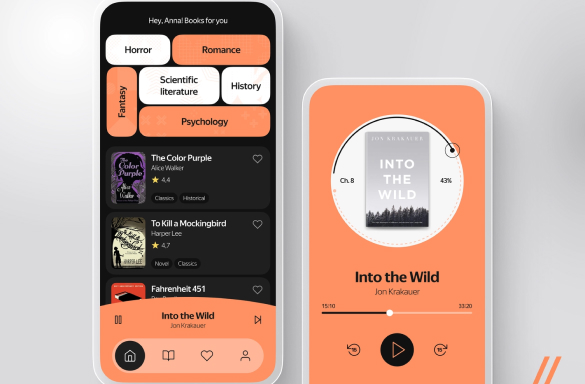 Hey, Anna! Books for you
Horror
Romance
Fantasy
Scientific
literature
History
Psychology
The Color Purple
Alice Walker
4.4
Classics
Historical
To Kill a Mockingbird
Harper Lee
4.7
Novel
Classics
Fahrenheit 451
Into the Wild
Jon Krakauer
JON KRAKAUER
INTO
THE
WILD
Ch. 8
43%
Into the Wild
Jon Krakauer
15:10
33:20
15
15